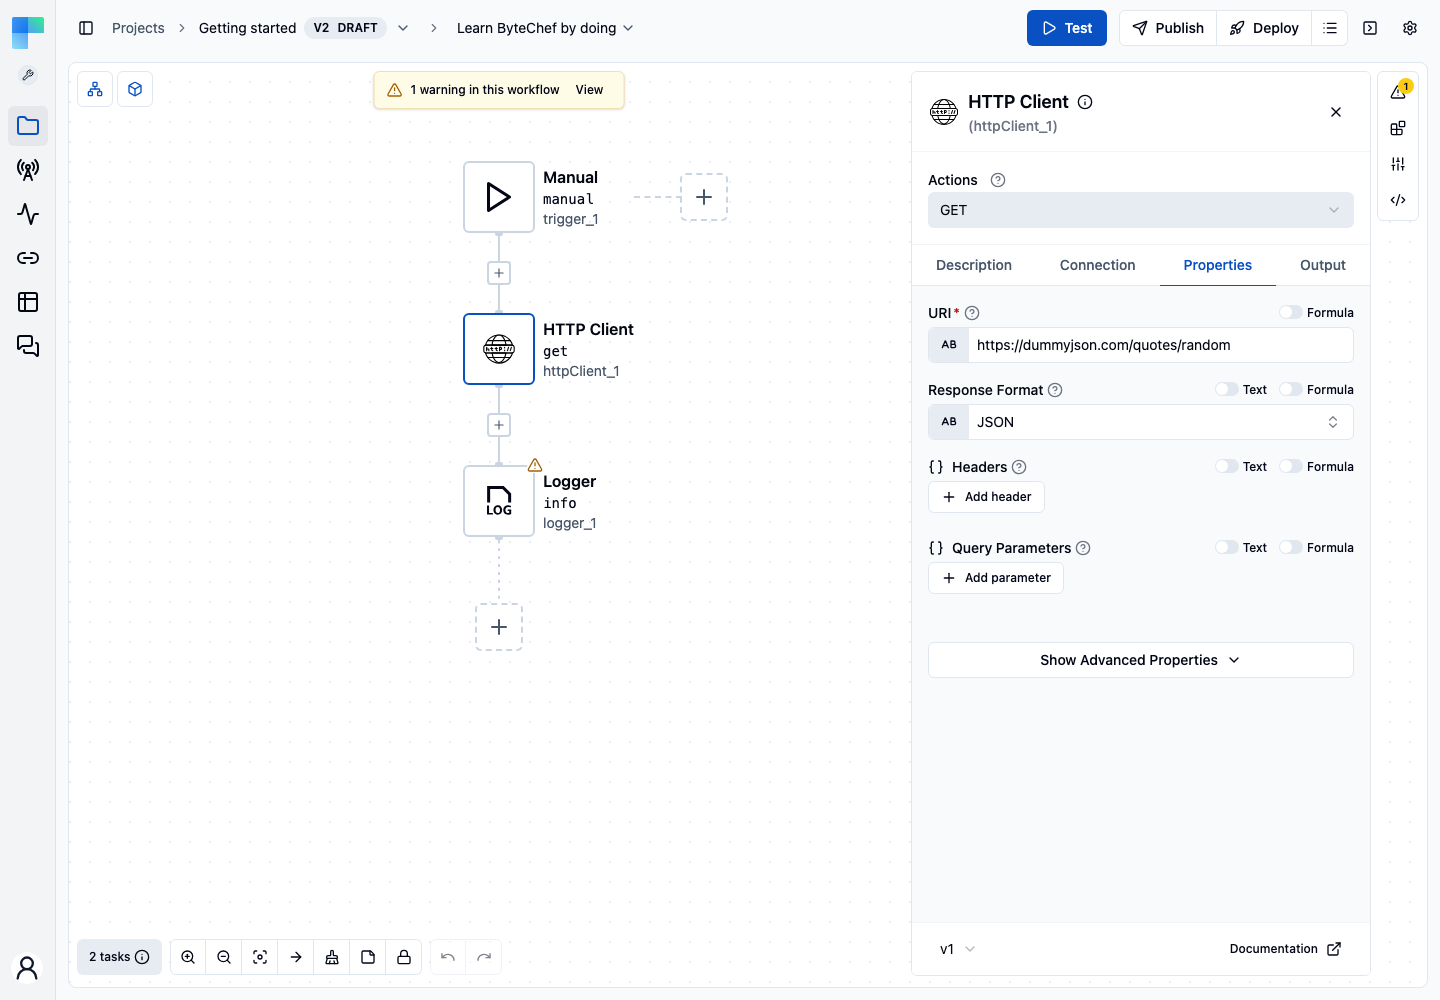 Projects
Getting started V2 DRAFT
Learn ByteChef by doing
Test
Publish
Deploy
1 warning in this workflow View
1
Manual
manual
trigger_1
HTTP Client
get
httpClient_1
Logger
info
logger_1
LOG
2 tasks
HTTP Client
(httpClient_1)
Actions
GET
Description Connection Properties Output
URI* Formula
AB https://dummyjson.com/quotes/random
Response Format Text Formula
AB JSON
{} Headers Text Formula
Add header
{} Query Parameters Text Formula
Add parameter
Show Advanced Properties
v1 Documentation